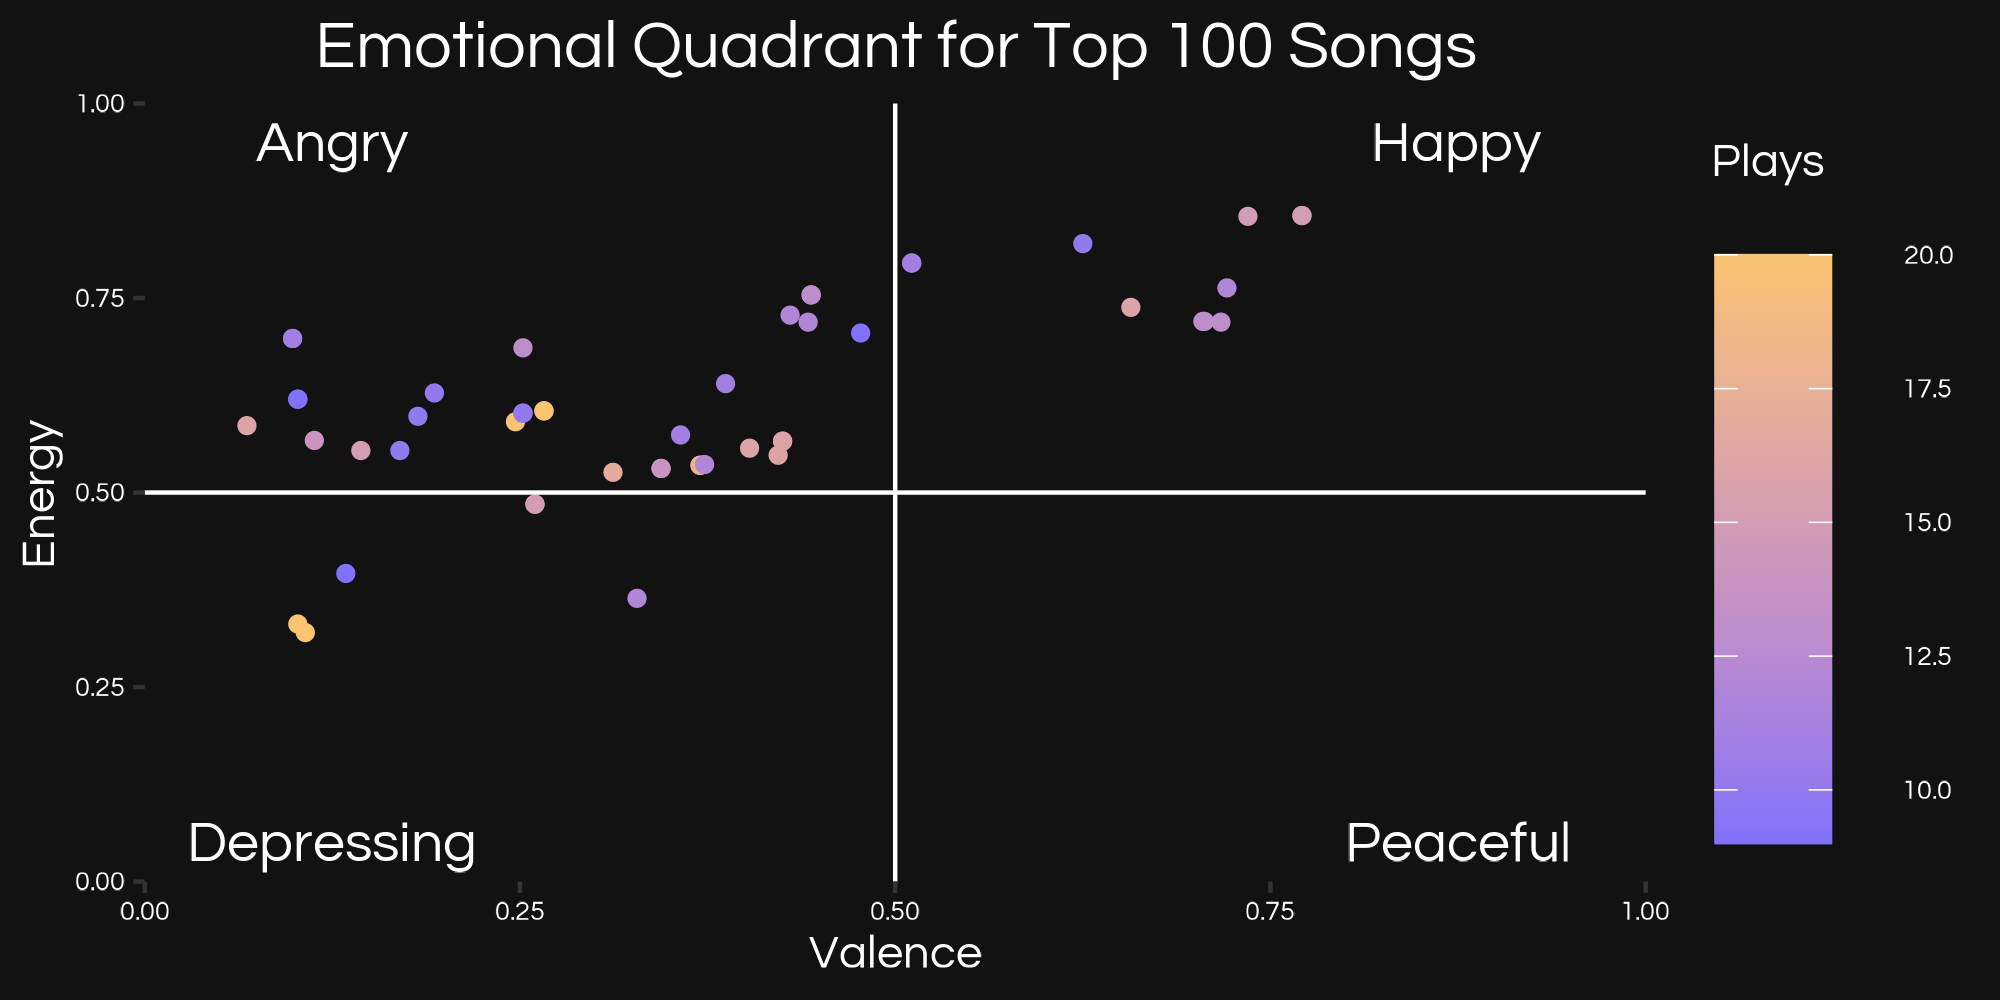 Emotional Quadrant for Top 100 Songs
1.00
Angry
Happy
Plays
20.0
0.75
17.5
Energy
0.50
15.0
12.5
0.25
10.0
Depressing
Peaceful
0.00
0.00 0.25 0.50 0.75 1.00
Valence